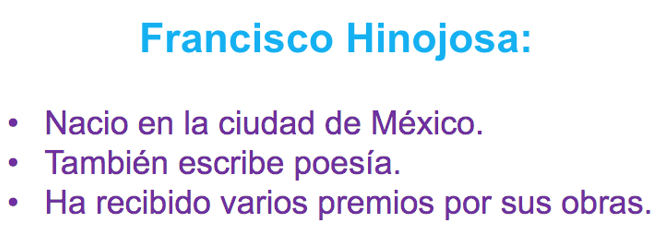 Francisco Hinojosa:
• Nacio en la ciudad de México.
• También escribe poesía.
• Ha recibido varios premios por sus obras.